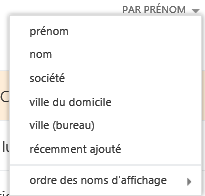 PAR PRÉNOM
prénom
nom
société
ville du domicile
ville (bureau)
récemment ajouté
ordre des noms d'affichage